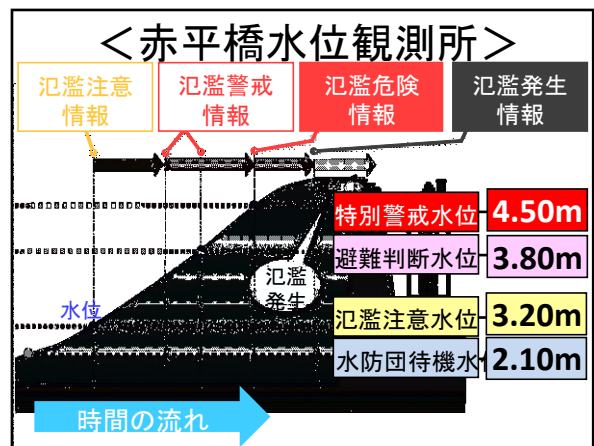 ＜赤平橋水位観測所＞
氾濫注意
情報
氾濫警戒
情報
氾濫危険
情報
氾濫発生
情報
特別警戒水位
4.50m
避難判断水位
3.80m
氾濫
発生
水位
氾濫注意水位
3.20m
水防団待機水
2.10m
時間の流れ